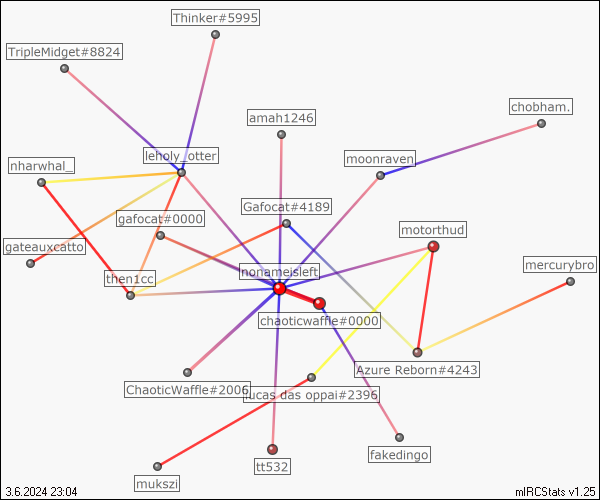 Thinker#5995
TripleMidget#8824
chobham.
amah1246
leholy_otter
moonraven
nharwhal_
Gafocat#4189
gafocat#0000
motorthud
gateauxcatto
nonameisleft
mercurybro
then1cc
chaoticwaffle#0000
Azure Reborn#4243
ChaoticWaffle#2006
lucas das oppai#2396
fakedingo
tt532
mukszi
3.6.2024 23:04
mIRCStats v1.25